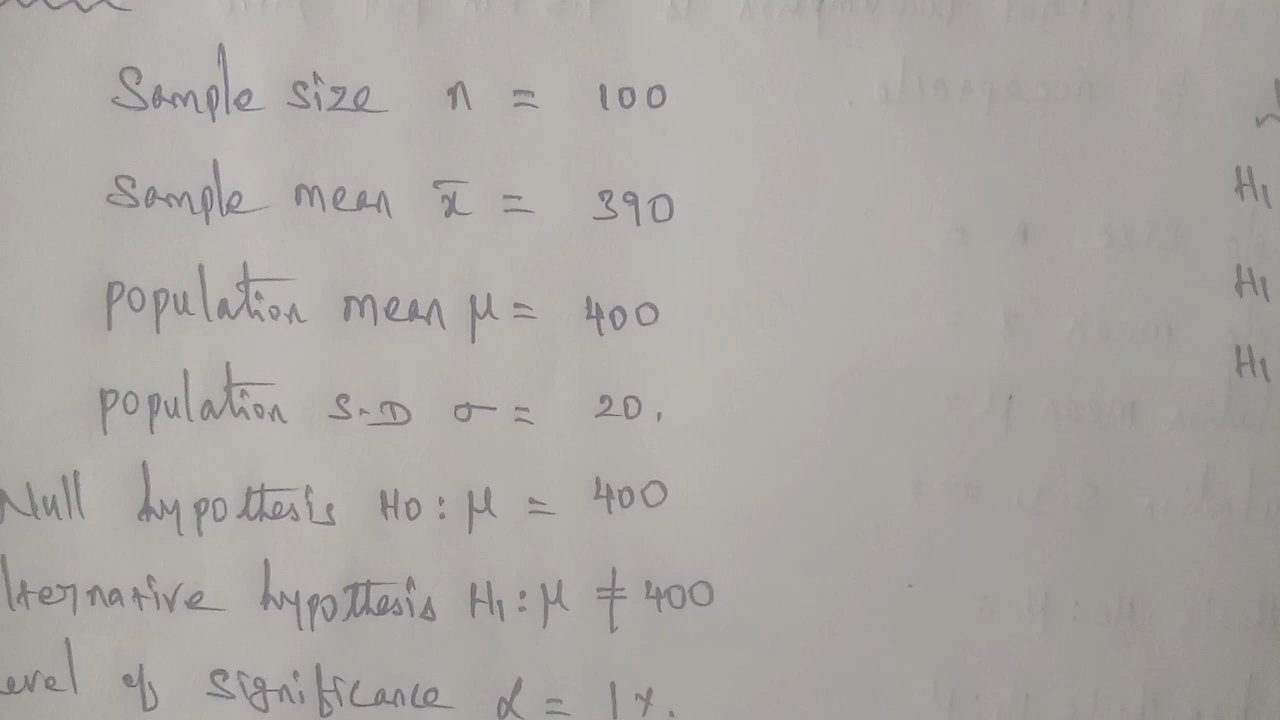 Sample size n = 100
Sample mean x̄ = 390
population mean μ = 400
population S.D σ = 20.
Null hypothesis H0 : μ = 400
lternative hypothesis H1 : μ ≠ 400
evel of significance α = 1%.
H1
H1
H1